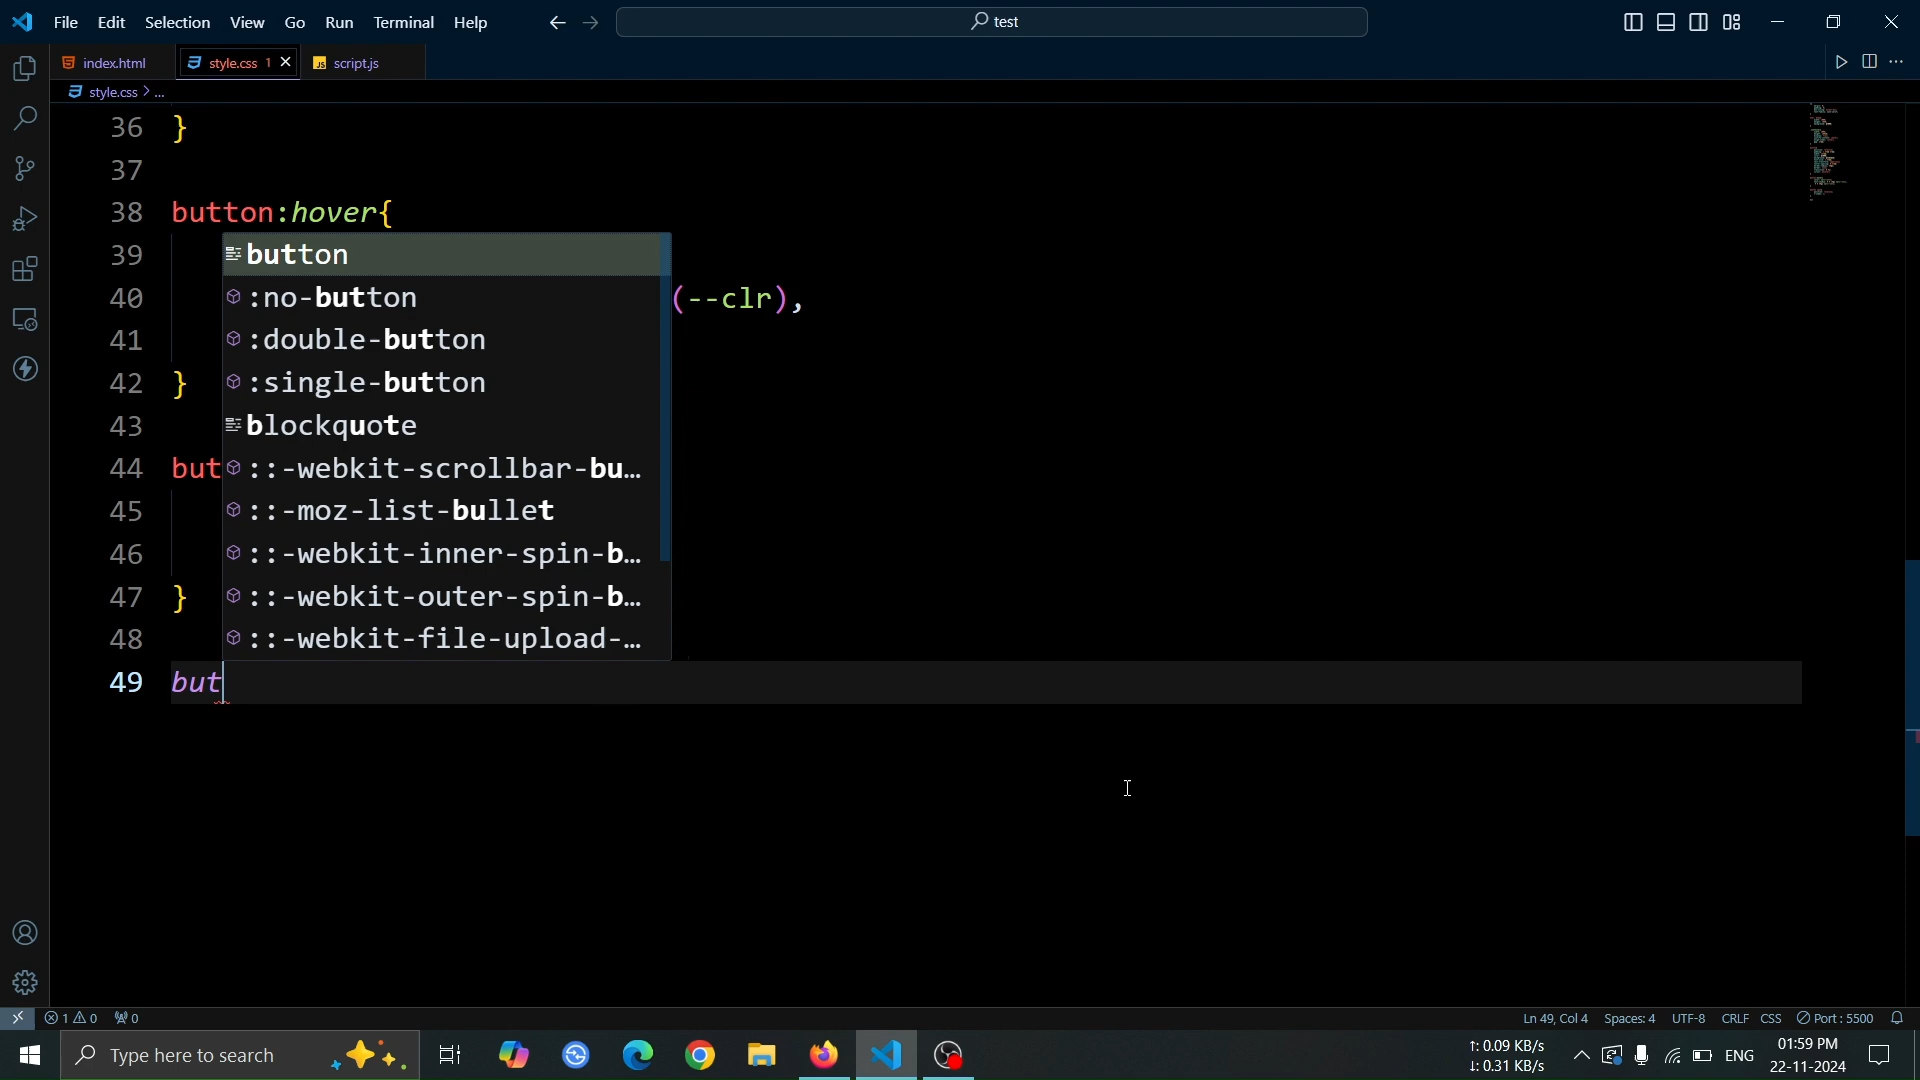 File Edit Selection View Go Run Terminal Help
test
index.html style.css 1 script.js
style.css > ...
36 }
37
38 button:hover{
39 button
40 :no-button (--clr),
41 :double-button
42 } :single-button
43 blockquote
44 but ::-webkit-scrollbar-bu…
45 ::-moz-list-bullet
46 ::-webkit-inner-spin-b…
47 } ::-webkit-outer-spin-b…
48 ::-webkit-file-upload-…
49 but
1 0 0 Ln 49, Col 4 Spaces: 4 UTF-8 CRLF CSS Port : 5500
Type here to search
↑: 0.09 KB/s
↓: 0.31 KB/s
ENG
01:59 PM
22-11-2024